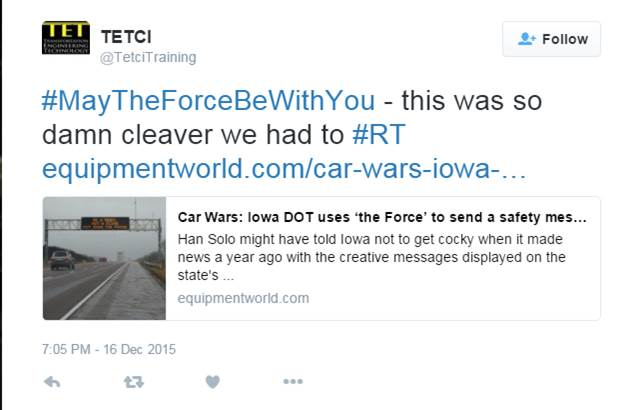 TET
TRANSPORTATION
ENGINEERING
TECHNOLOGY
TETCI
@TetciTraining
Follow
#MayTheForceBeWithYou - this was so
damn cleaver we had to #RT
equipmentworld.com/car-wars-iowa-…
Car Wars: Iowa DOT uses ‘the Force’ to send a safety mes...
Han Solo might have told Iowa not to get cocky when it made
news a year ago with the creative messages displayed on the
state's ...
equipmentworld.com
7:05 PM - 16 Dec 2015